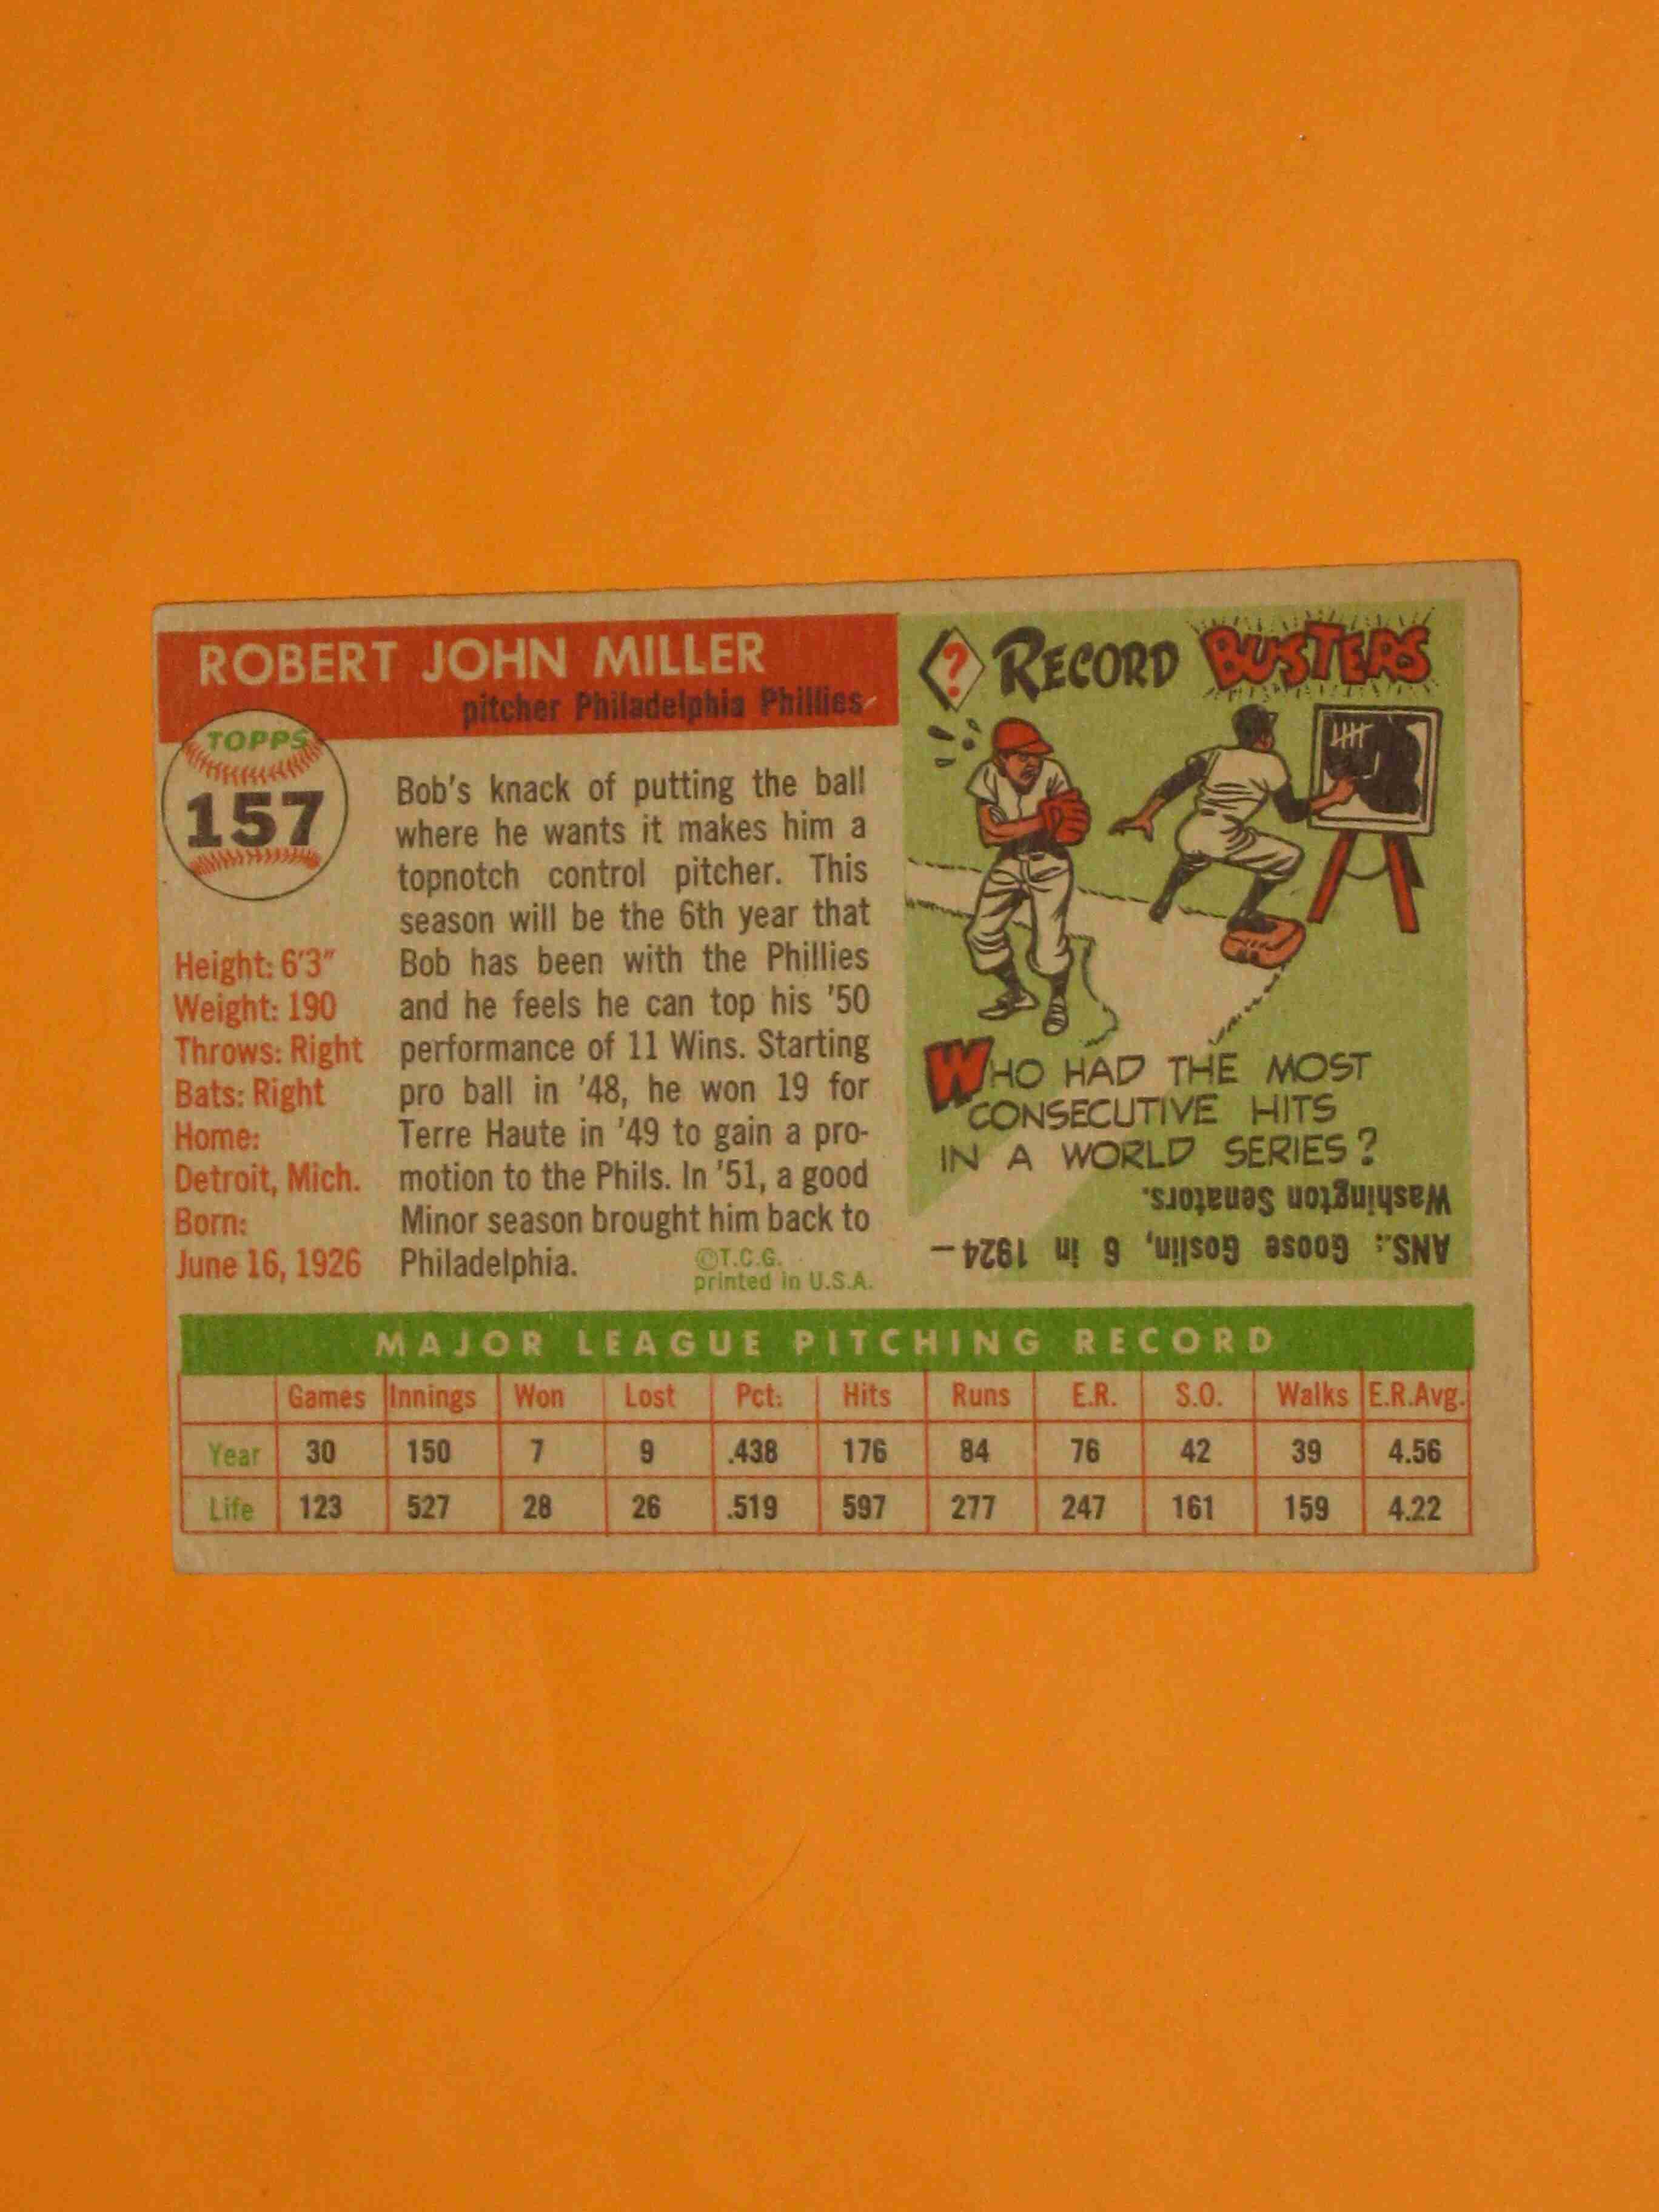 ROBERT JOHN MILLER
pitcher Philadelphia Phillies
TOPPS
157
Height: 6'3"
Weight: 190
Throws: Right
Bats: Right
Home:
Detroit, Mich.
Born:
June 16, 1926
Bob's knack of putting the ball
where he wants it makes him a
topnotch control pitcher. This
season will be the 6th year that
Bob has been with the Phillies
and he feels he can top his '50
performance of 11 Wins. Starting
pro ball in '48, he won 19 for
Terre Haute in '49 to gain a pro-
motion to the Phils. In '51, a good
Minor season brought him back to
Philadelphia.
©T.C.G.
printed in U.S.A.
? RECORD BUSTERS
WHO HAD THE MOST
CONSECUTIVE HITS
IN A WORLD SERIES?
ANS.: Goose Goslin, 6 in 1924—
Washington Senators.
MAJOR LEAGUE PITCHING RECORD
Games Innings Won Lost Pct: Hits Runs E.R. S.O. Walks E.R.Avg.
Year 30 150 7 9 .438 176 84 76 42 39 4.56
Life 123 527 28 26 .519 597 277 247 161 159 4.22